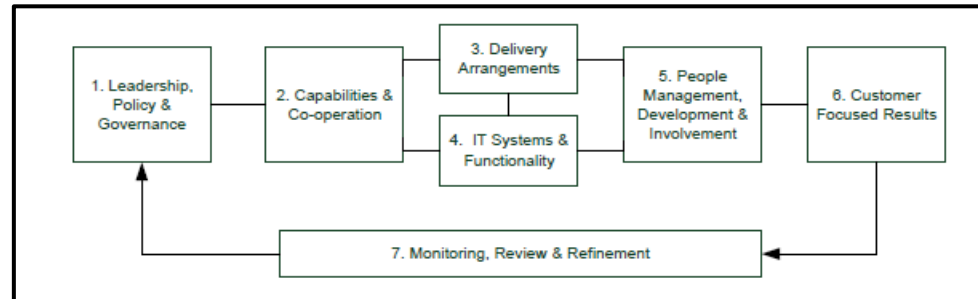 1. Leadership,
Policy &
Governance
2. Capabilities &
Co-operation
3. Delivery
Arrangements
4. IT Systems &
Functionality
5. People
Management,
Development &
Involvement
6. Customer
Focused Results
7. Monitoring, Review & Refinement